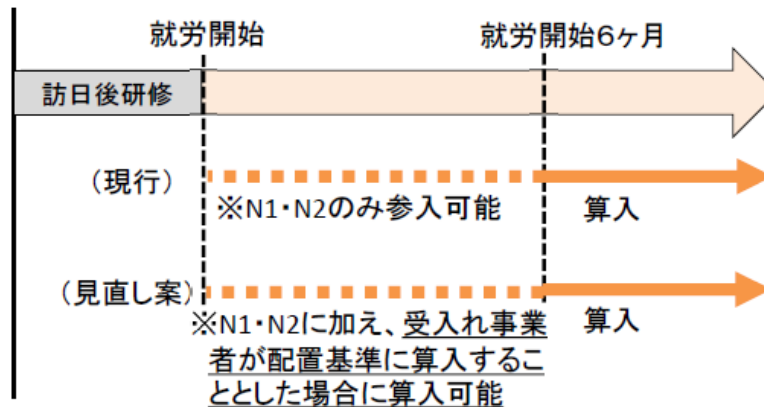 就労開始
就労開始6ヶ月
訪日後研修
（現行）
※N1・N2のみ参入可能
算入
（見直し案）
※N1・N2に加え、受入れ事業
者が配置基準に算入するこ
ととした場合に算入可能
算入